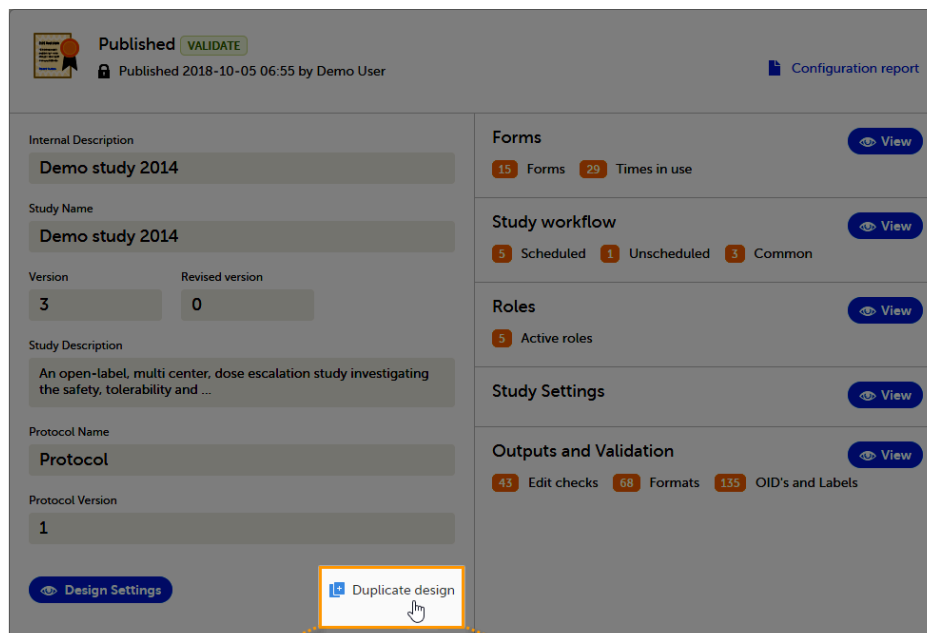 Published VALIDATE
Published 2018-10-05 06:55 by Demo User
Configuration report
Internal Description
Demo study 2014
Study Name
Demo study 2014
Version Revised version
3 0
Study Description
An open-label, multi center, dose escalation study investigating
the safety, tolerability and ...
Protocol Name
Protocol
Protocol Version
1
Design Settings
Duplicate design
Forms
View
15 Forms 29 Times in use
Study workflow
View
5 Scheduled 1 Unscheduled 3 Common
Roles
View
5 Active roles
Study Settings
View
Outputs and Validation
View
43 Edit checks 68 Formats 135 OID's and Labels